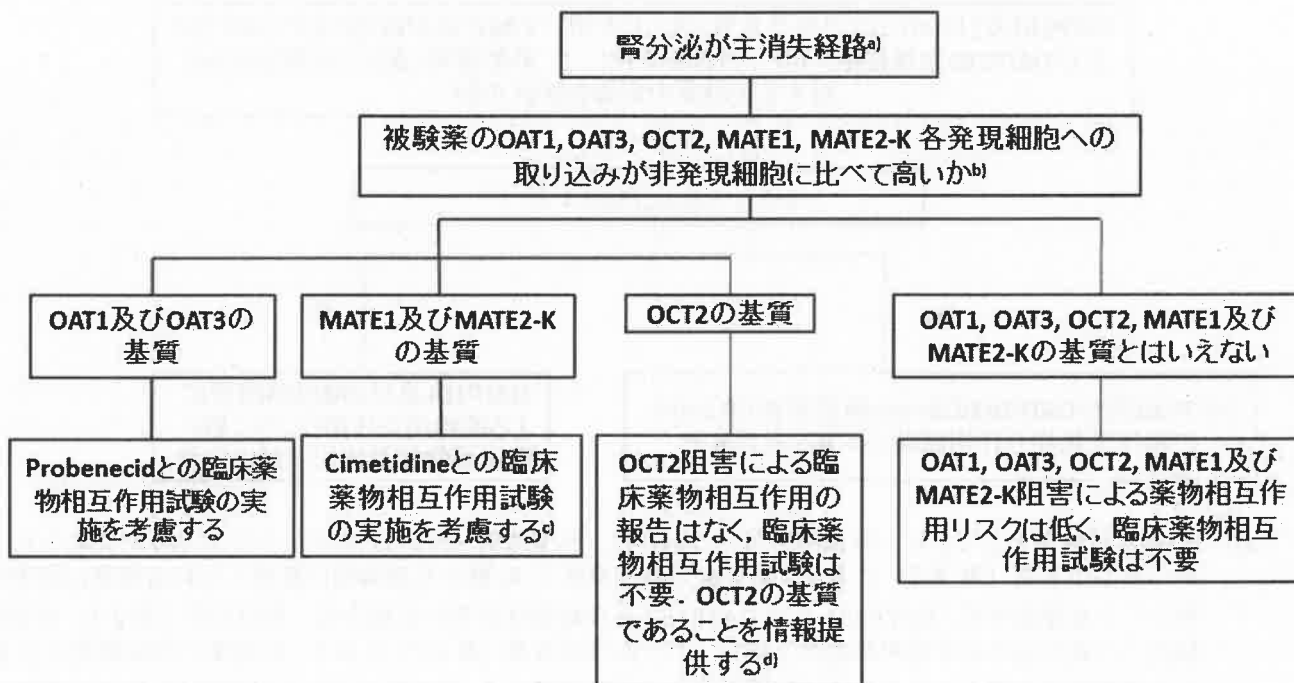 腎分泌が主消失経路a)
被験薬のOAT1, OAT3, OCT2, MATE1, MATE2-K 各発現細胞への
取り込みが非発現細胞に比べて高いかb)
OAT1及びOAT3の
基質
MATE1及びMATE2-K
の基質
OCT2の基質
OAT1, OAT3, OCT2, MATE1及び
MATE2-Kの基質とはいえない
Probenecidとの臨床薬
物相互作用試験の実
施を考慮する
Cimetidineとの臨床
薬物相互作用試験
の実施を考慮するc)
OCT2阻害による臨
床薬物相互作用の
報告はなく，臨床薬
物相互作用試験は
不要．OCT2の基質
であることを情報提
供するd)
OAT1, OAT3, OCT2, MATE1及び
MATE2-K阻害による薬物相互作
用リスクは低く，臨床薬物相互
作用試験は不要